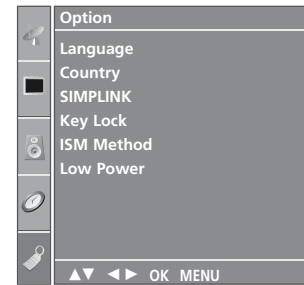 Option
Language
Country
SIMPLINK
Key Lock
ISM Method
Low Power
▲▼ ◄► OK MENU